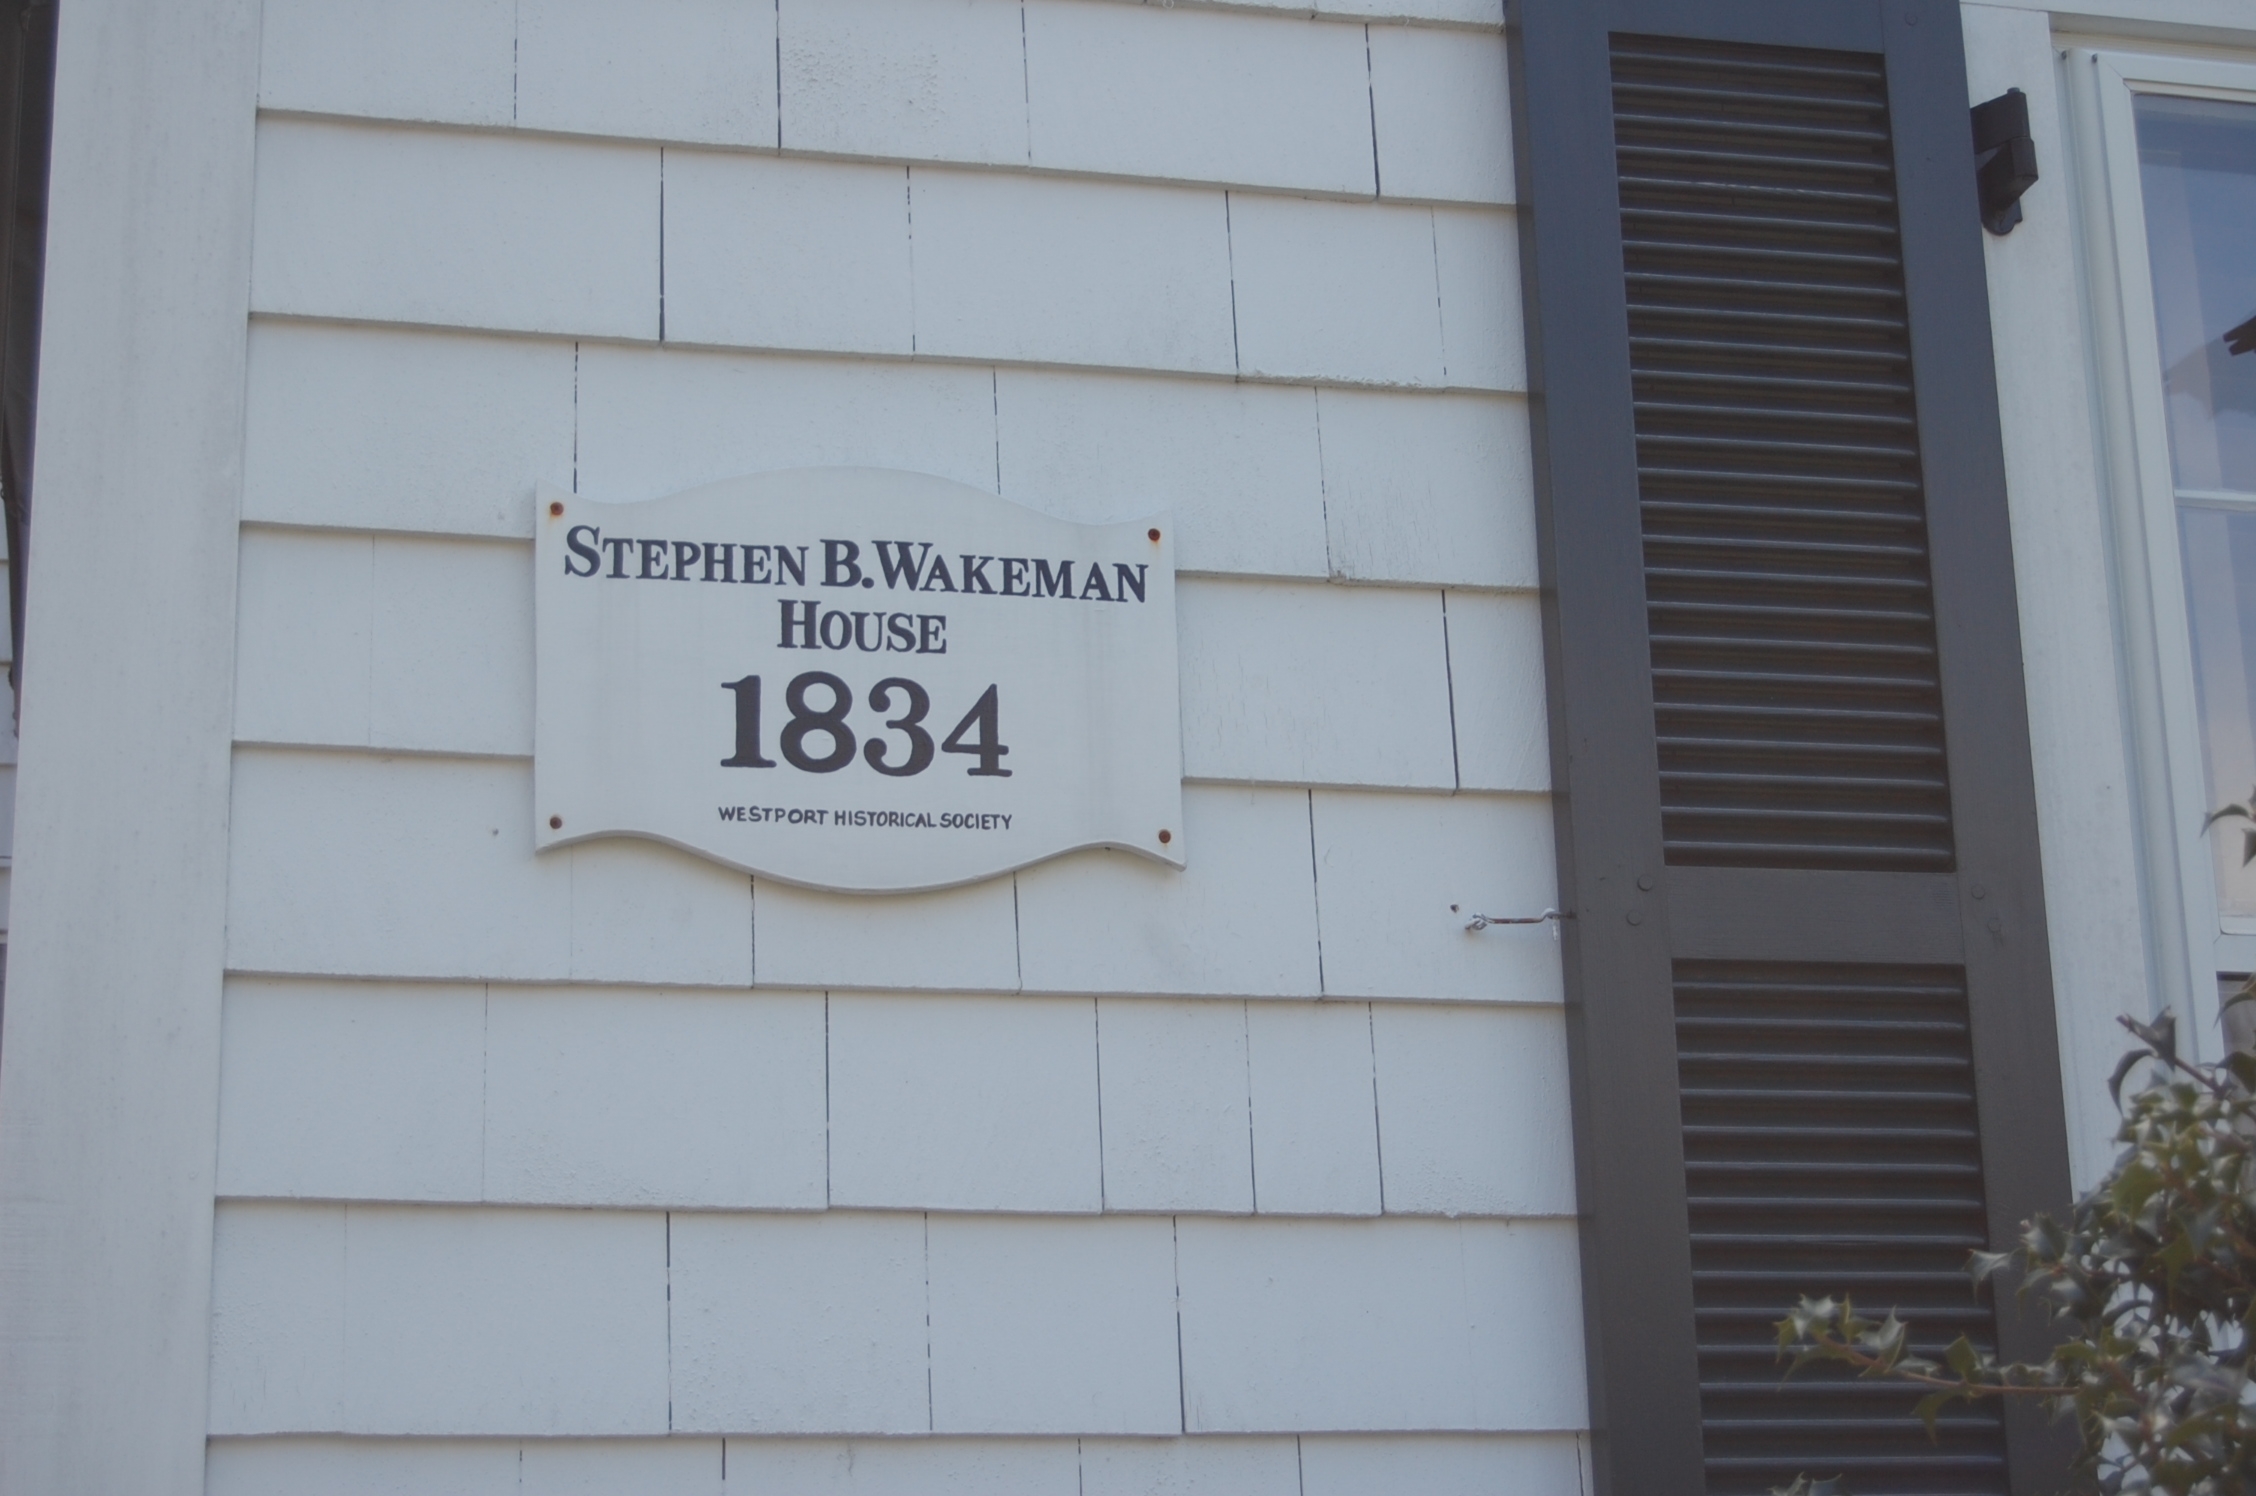 STEPHEN B. WAKEMAN
HOUSE
1834
WESTPORT HISTORICAL SOCIETY